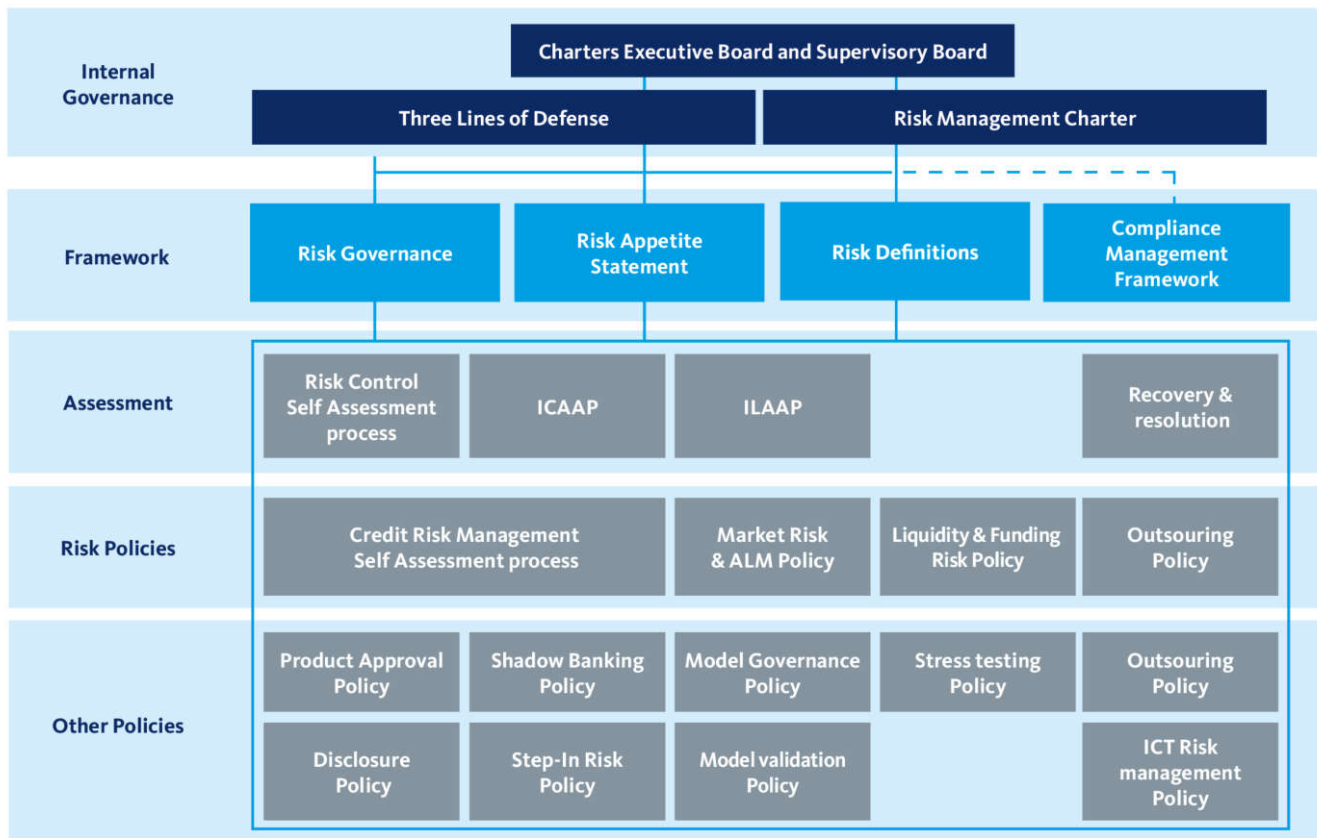 Internal
Governance
Charters Executive Board and Supervisory Board
Three Lines of Defense
Risk Management Charter
Framework
Risk Governance
Risk Appetite
Statement
Risk Definitions
Compliance
Management
Framework
Assessment
Risk Control
Self Assessment
process
ICAAP
ILAAP
Recovery &
resolution
Risk Policies
Credit Risk Management
Self Assessment process
Market Risk
& ALM Policy
Liquidity & Funding
Risk Policy
Outsouring
Policy
Other Policies
Product Approval
Policy
Shadow Banking
Policy
Model Governance
Policy
Stress testing
Policy
Outsouring
Policy
Disclosure
Policy
Step-In Risk
Policy
Model validation
Policy
ICT Risk
management
Policy